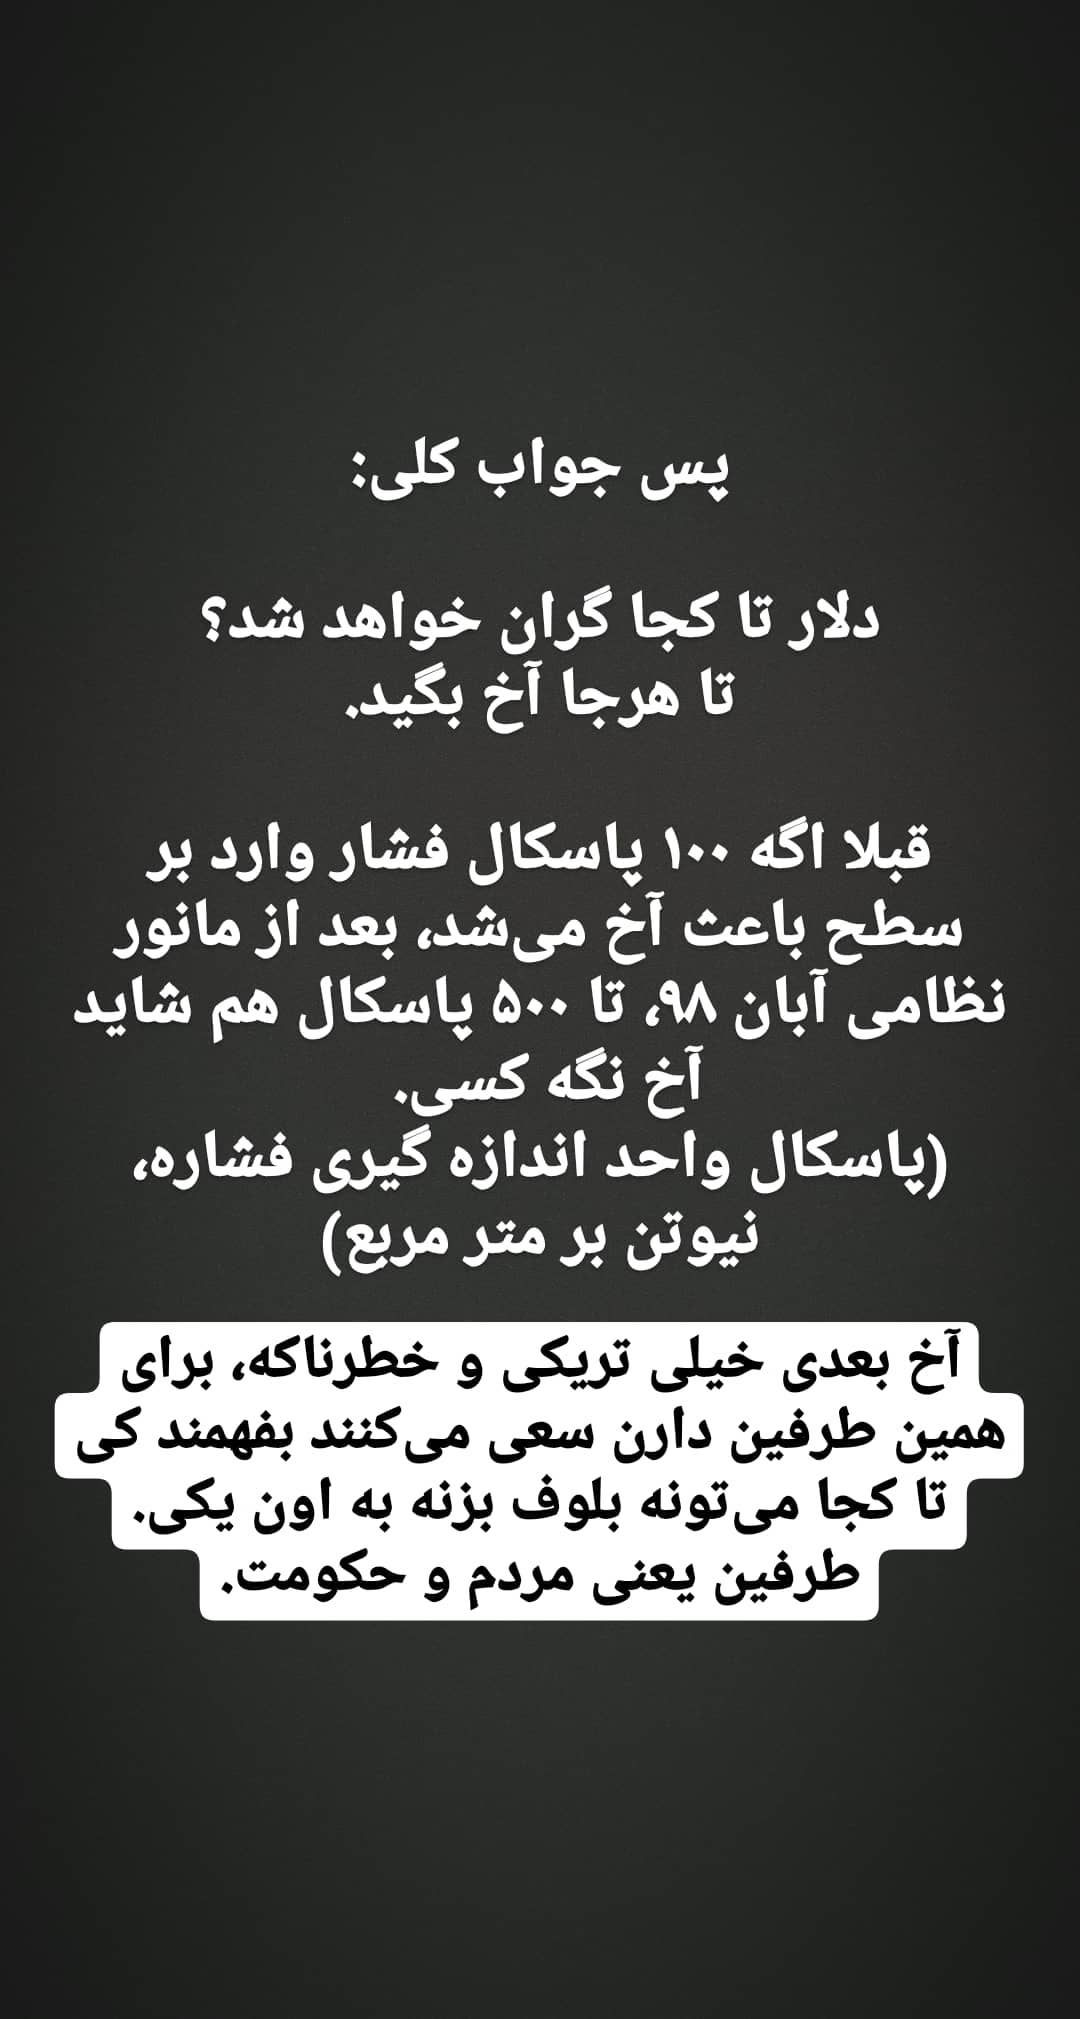 پس جواب کلی:
دلار تا کجا گران خواهد شد؟
تا هرجا آخ بگید.
قبلا اگه ۱۰۰ پاسکال فشار وارد بر
سطح باعث آخ می‌شد، بعد از مانور
نظامی آبان ۹۸، تا ۵۰۰ پاسکال هم شاید
آخ نگه کسی.
(پاسکال واحد اندازه گیری فشاره،
نیوتن بر متر مربع)
آخ بعدی خیلی تریکی و خطرناکه، برای
همین طرفین دارن سعی می‌کنند بفهمند کی
تا کجا می‌تونه بلوف بزنه به اون یکی.
طرفین یعنی مردم و حکومت.